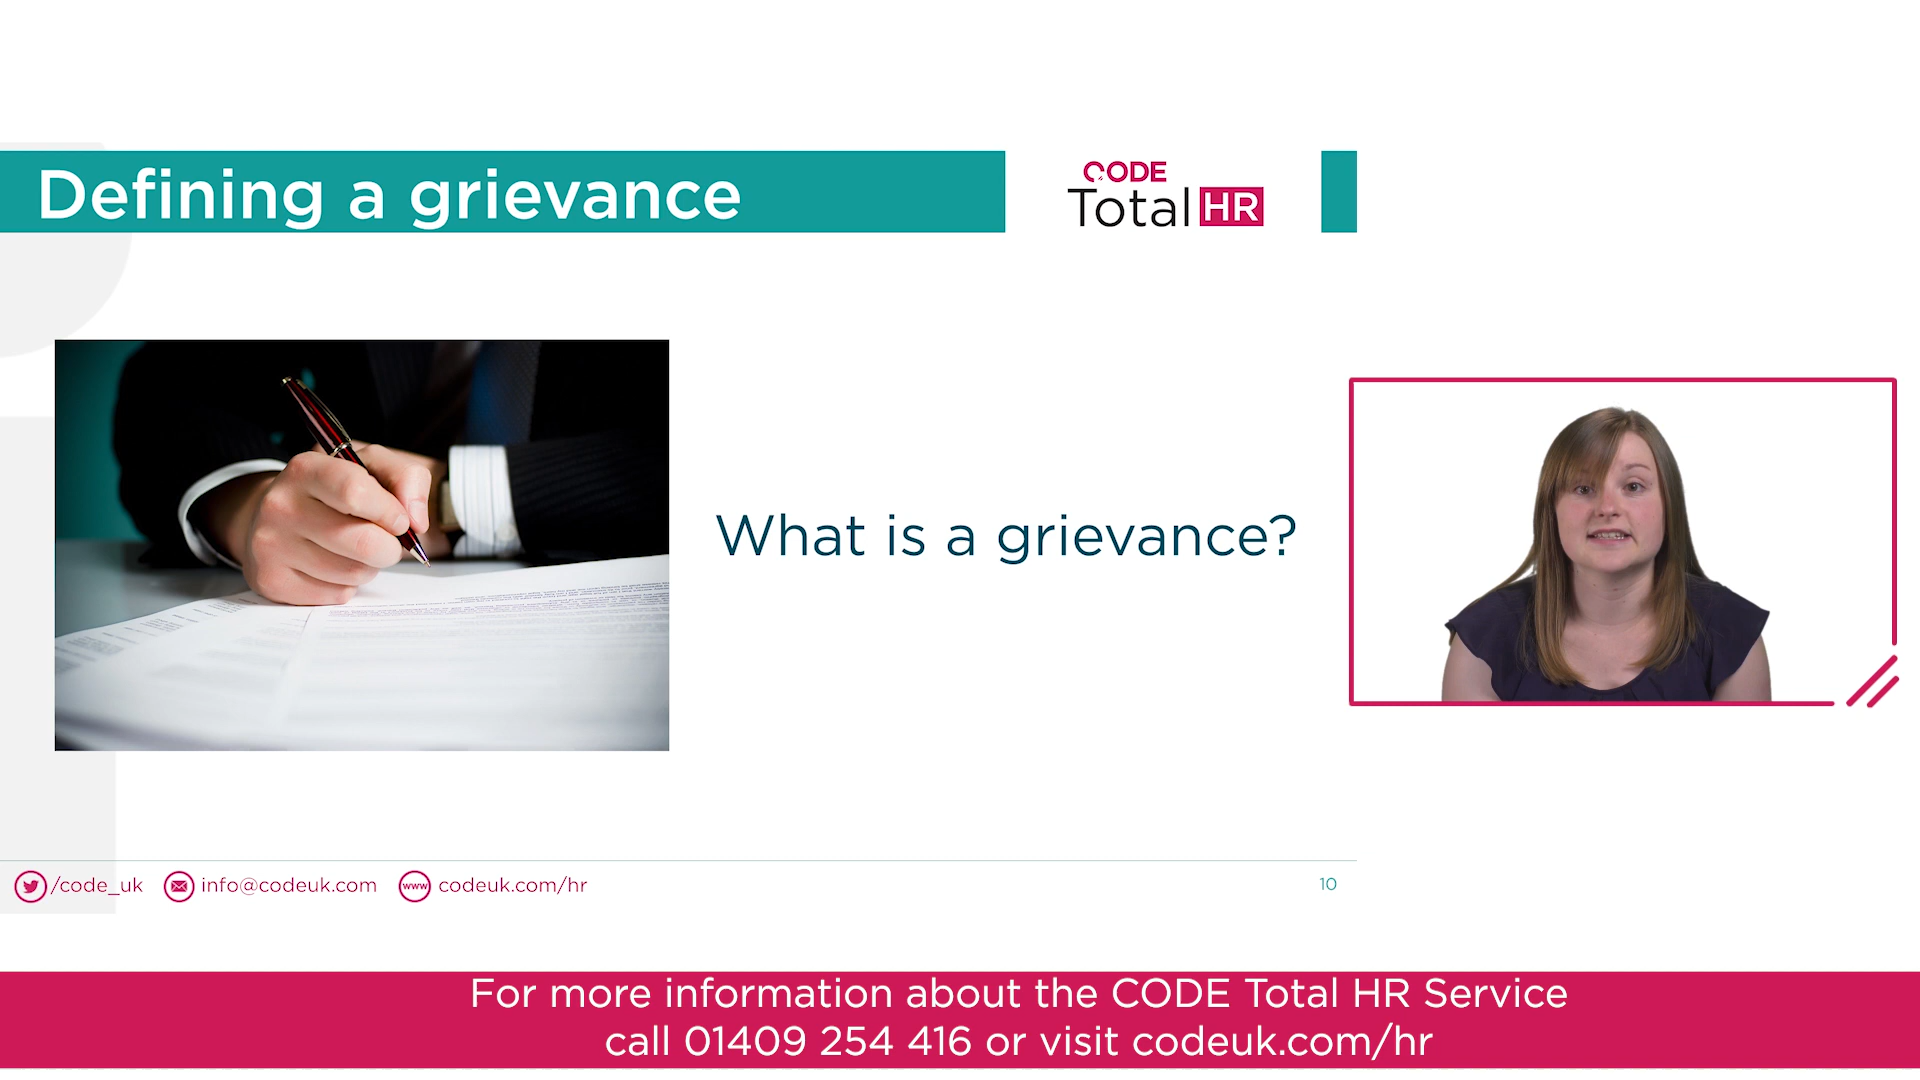 Defining a grievance
CODE
Total HR
What is a grievance?
/code_uk info@codeuk.com www codeuk.com/hr
10
For more information about the CODE Total HR Service
call 01409 254 416 or visit codeuk.com/hr